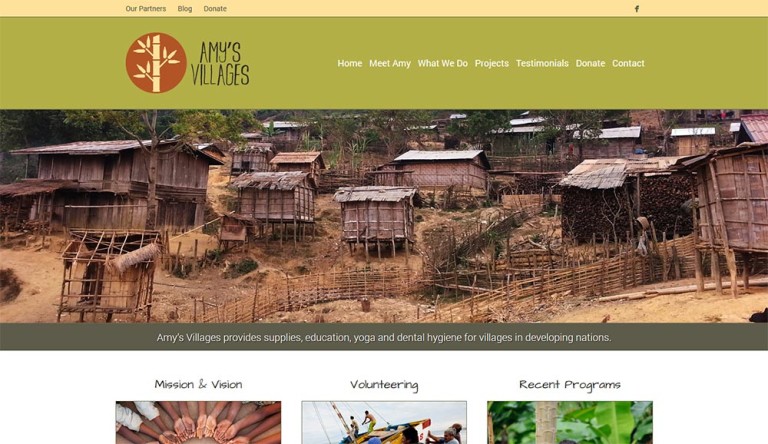 Our Partners Blog Donate
AMY'S
VILLAGES
Home Meet Amy What We Do Projects Testimonials Donate Contact
Amy's Villages provides supplies, education, yoga and dental hygiene for villages in developing nations.
Mission & Vision Volunteering Recent Programs